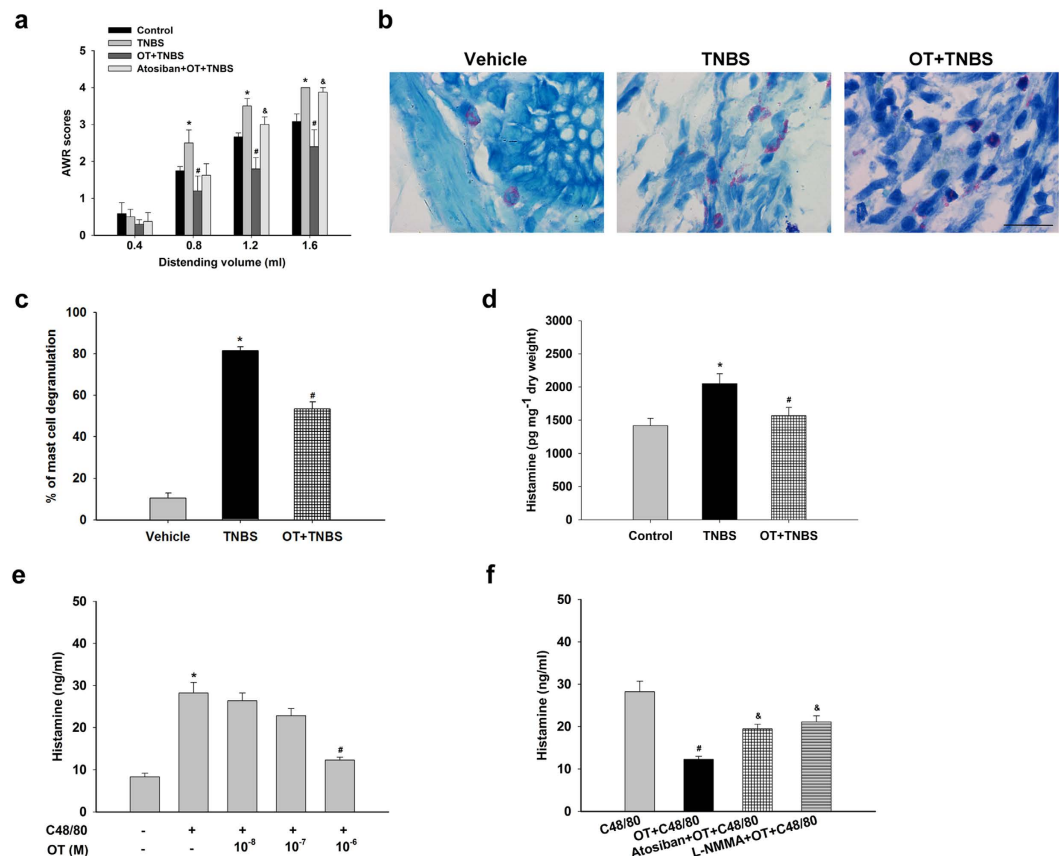 a
Control
TNBS
OT+TNBS
Atosiban+OT+TNBS
AWR scores
5
4
3
2
1
0
* * *
# # #
& &
0.4 0.8 1.2 1.6
Distending volume (ml)
b
Vehicle TNBS OT+TNBS
c
% of mast cell degranulation
100
80
60
40
20
0
*
#
Vehicle TNBS OT+TNBS
d
Histamine (pg mg⁻¹ dry weight)
3000
2500
2000
1500
1000
500
0
*
#
Control TNBS OT+TNBS
e
Histamine (ng/ml)
50
40
30
20
10
0
*
#
C48/80 - + + + +
OT (M) - - 10⁻⁸ 10⁻⁷ 10⁻⁶
f
Histamine (ng/ml)
50
40
30
20
10
0
#
& &
C48/80
OT+C48/80
Atosiban+OT+C48/80
L-NMMA+OT+C48/80